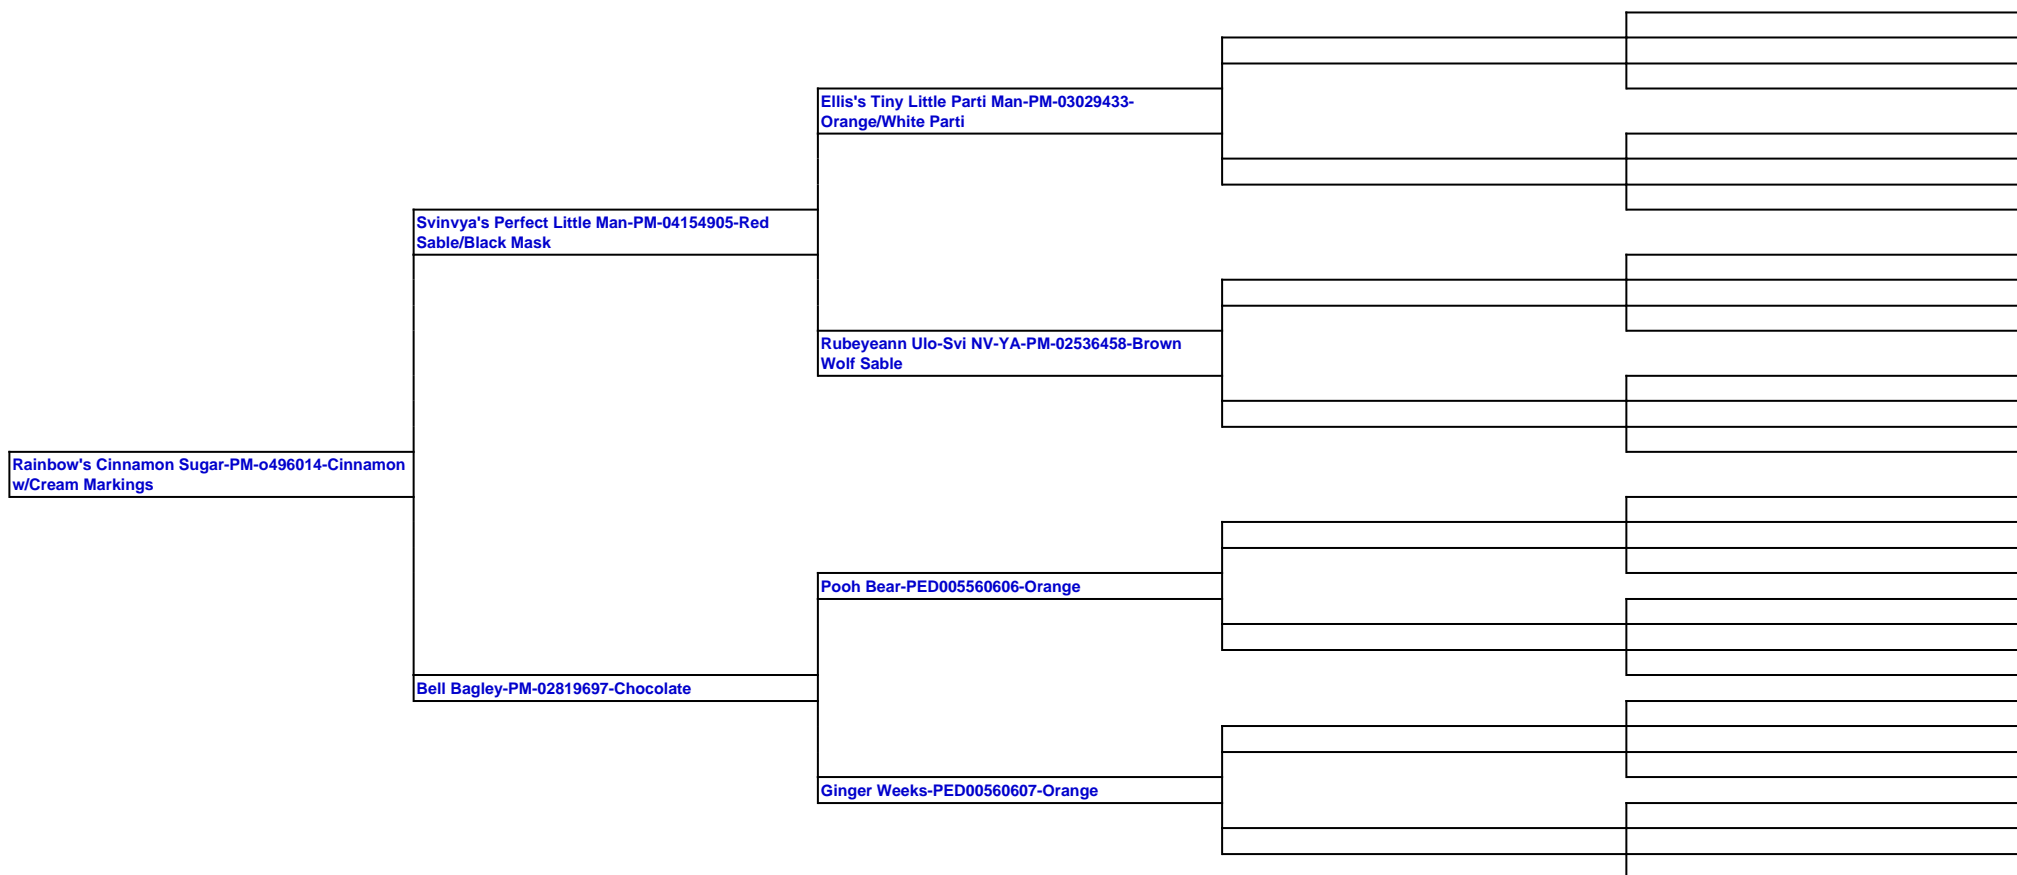 Ellis's Tiny Little Parti Man-PM-03029433-
Orange/White Parti
Svinvya's Perfect Little Man-PM-04154905-Red
Sable/Black Mask
Rubeyeann Ulo-Svi NV-YA-PM-02536458-Brown
Wolf Sable
Rainbow's Cinnamon Sugar-PM-o496014-Cinnamon
w/Cream Markings
Pooh Bear-PED005560606-Orange
Bell Bagley-PM-02819697-Chocolate
Ginger Weeks-PED00560607-Orange